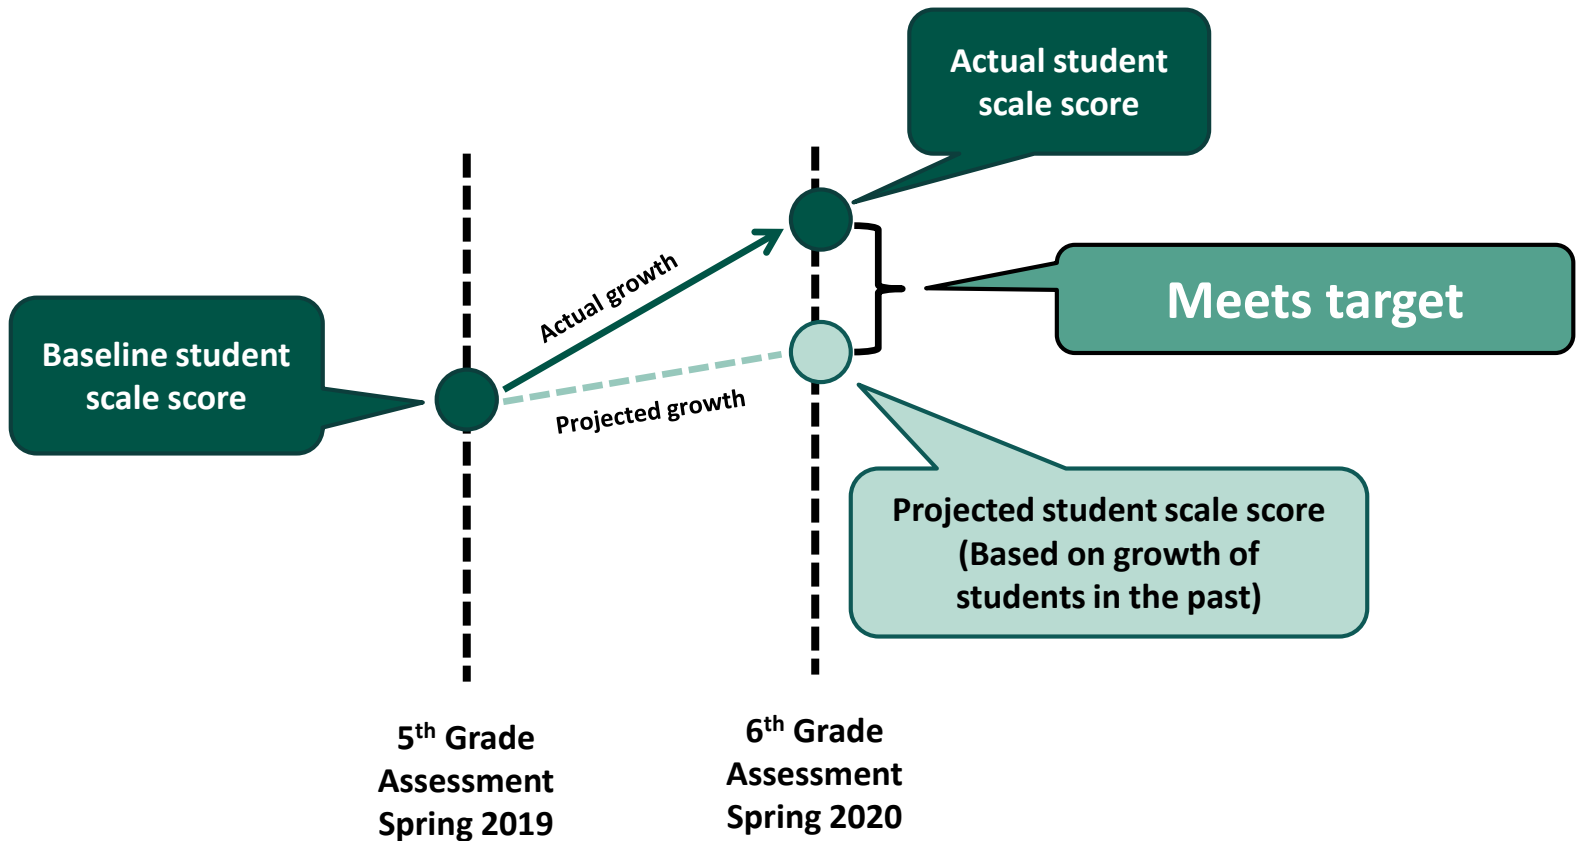 Actual student
scale score
Actual growth
Meets target
Baseline student
scale score
Projected growth
Projected student scale score
(Based on growth of
students in the past)
5th Grade
Assessment
Spring 2019
6th Grade
Assessment
Spring 2020